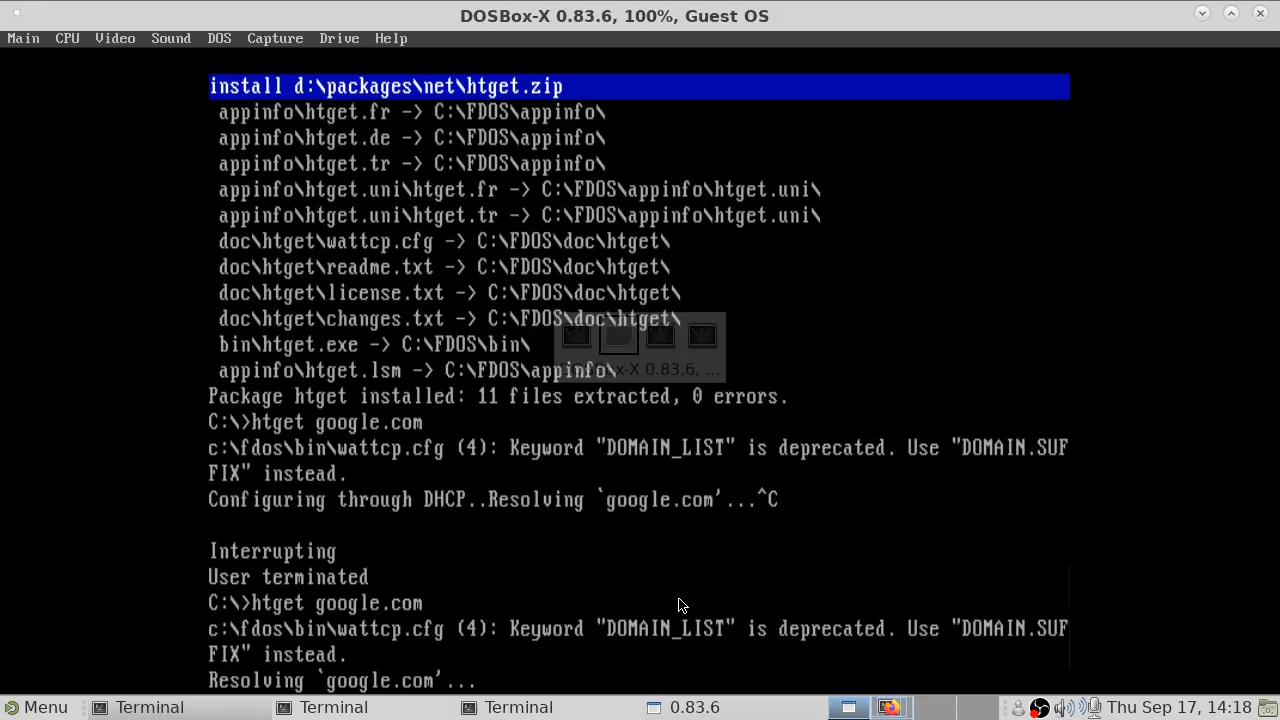 DOSBox-X 0.83.6, 100%, Guest OS
Main CPU Video Sound DOS Capture Drive Help
install d:\packages\net\htget.zip
appinfo\htget.fr -> C:\FDOS\appinfo\
appinfo\htget.de -> C:\FDOS\appinfo\
appinfo\htget.tr -> C:\FDOS\appinfo\
appinfo\htget.uni\htget.fr -> C:\FDOS\appinfo\htget.uni\
appinfo\htget.uni\htget.tr -> C:\FDOS\appinfo\htget.uni\
doc\htget\wattcp.cfg -> C:\FDOS\doc\htget\
doc\htget\readme.txt -> C:\FDOS\doc\htget\
doc\htget\license.txt -> C:\FDOS\doc\htget\
doc\htget\changes.txt -> C:\FDOS\doc\htget\
bin\htget.exe -> C:\FDOS\bin\
appinfo\htget.lsm -> C:\FDOS\appinfo\
-X 0.83.6, ...
Package htget installed: 11 files extracted, 0 errors.
C:\>htget google.com
c:\fdos\bin\wattcp.cfg (4): Keyword "DOMAIN_LIST" is deprecated. Use "DOMAIN.SUF
FIX" instead.
Configuring through DHCP..Resolving `google.com'...^C
Interrupting
User terminated
C:\>htget google.com
c:\fdos\bin\wattcp.cfg (4): Keyword "DOMAIN_LIST" is deprecated. Use "DOMAIN.SUF
FIX" instead.
Resolving `google.com'...
Menu Terminal Terminal Terminal 0.83.6 Thu Sep 17, 14:18